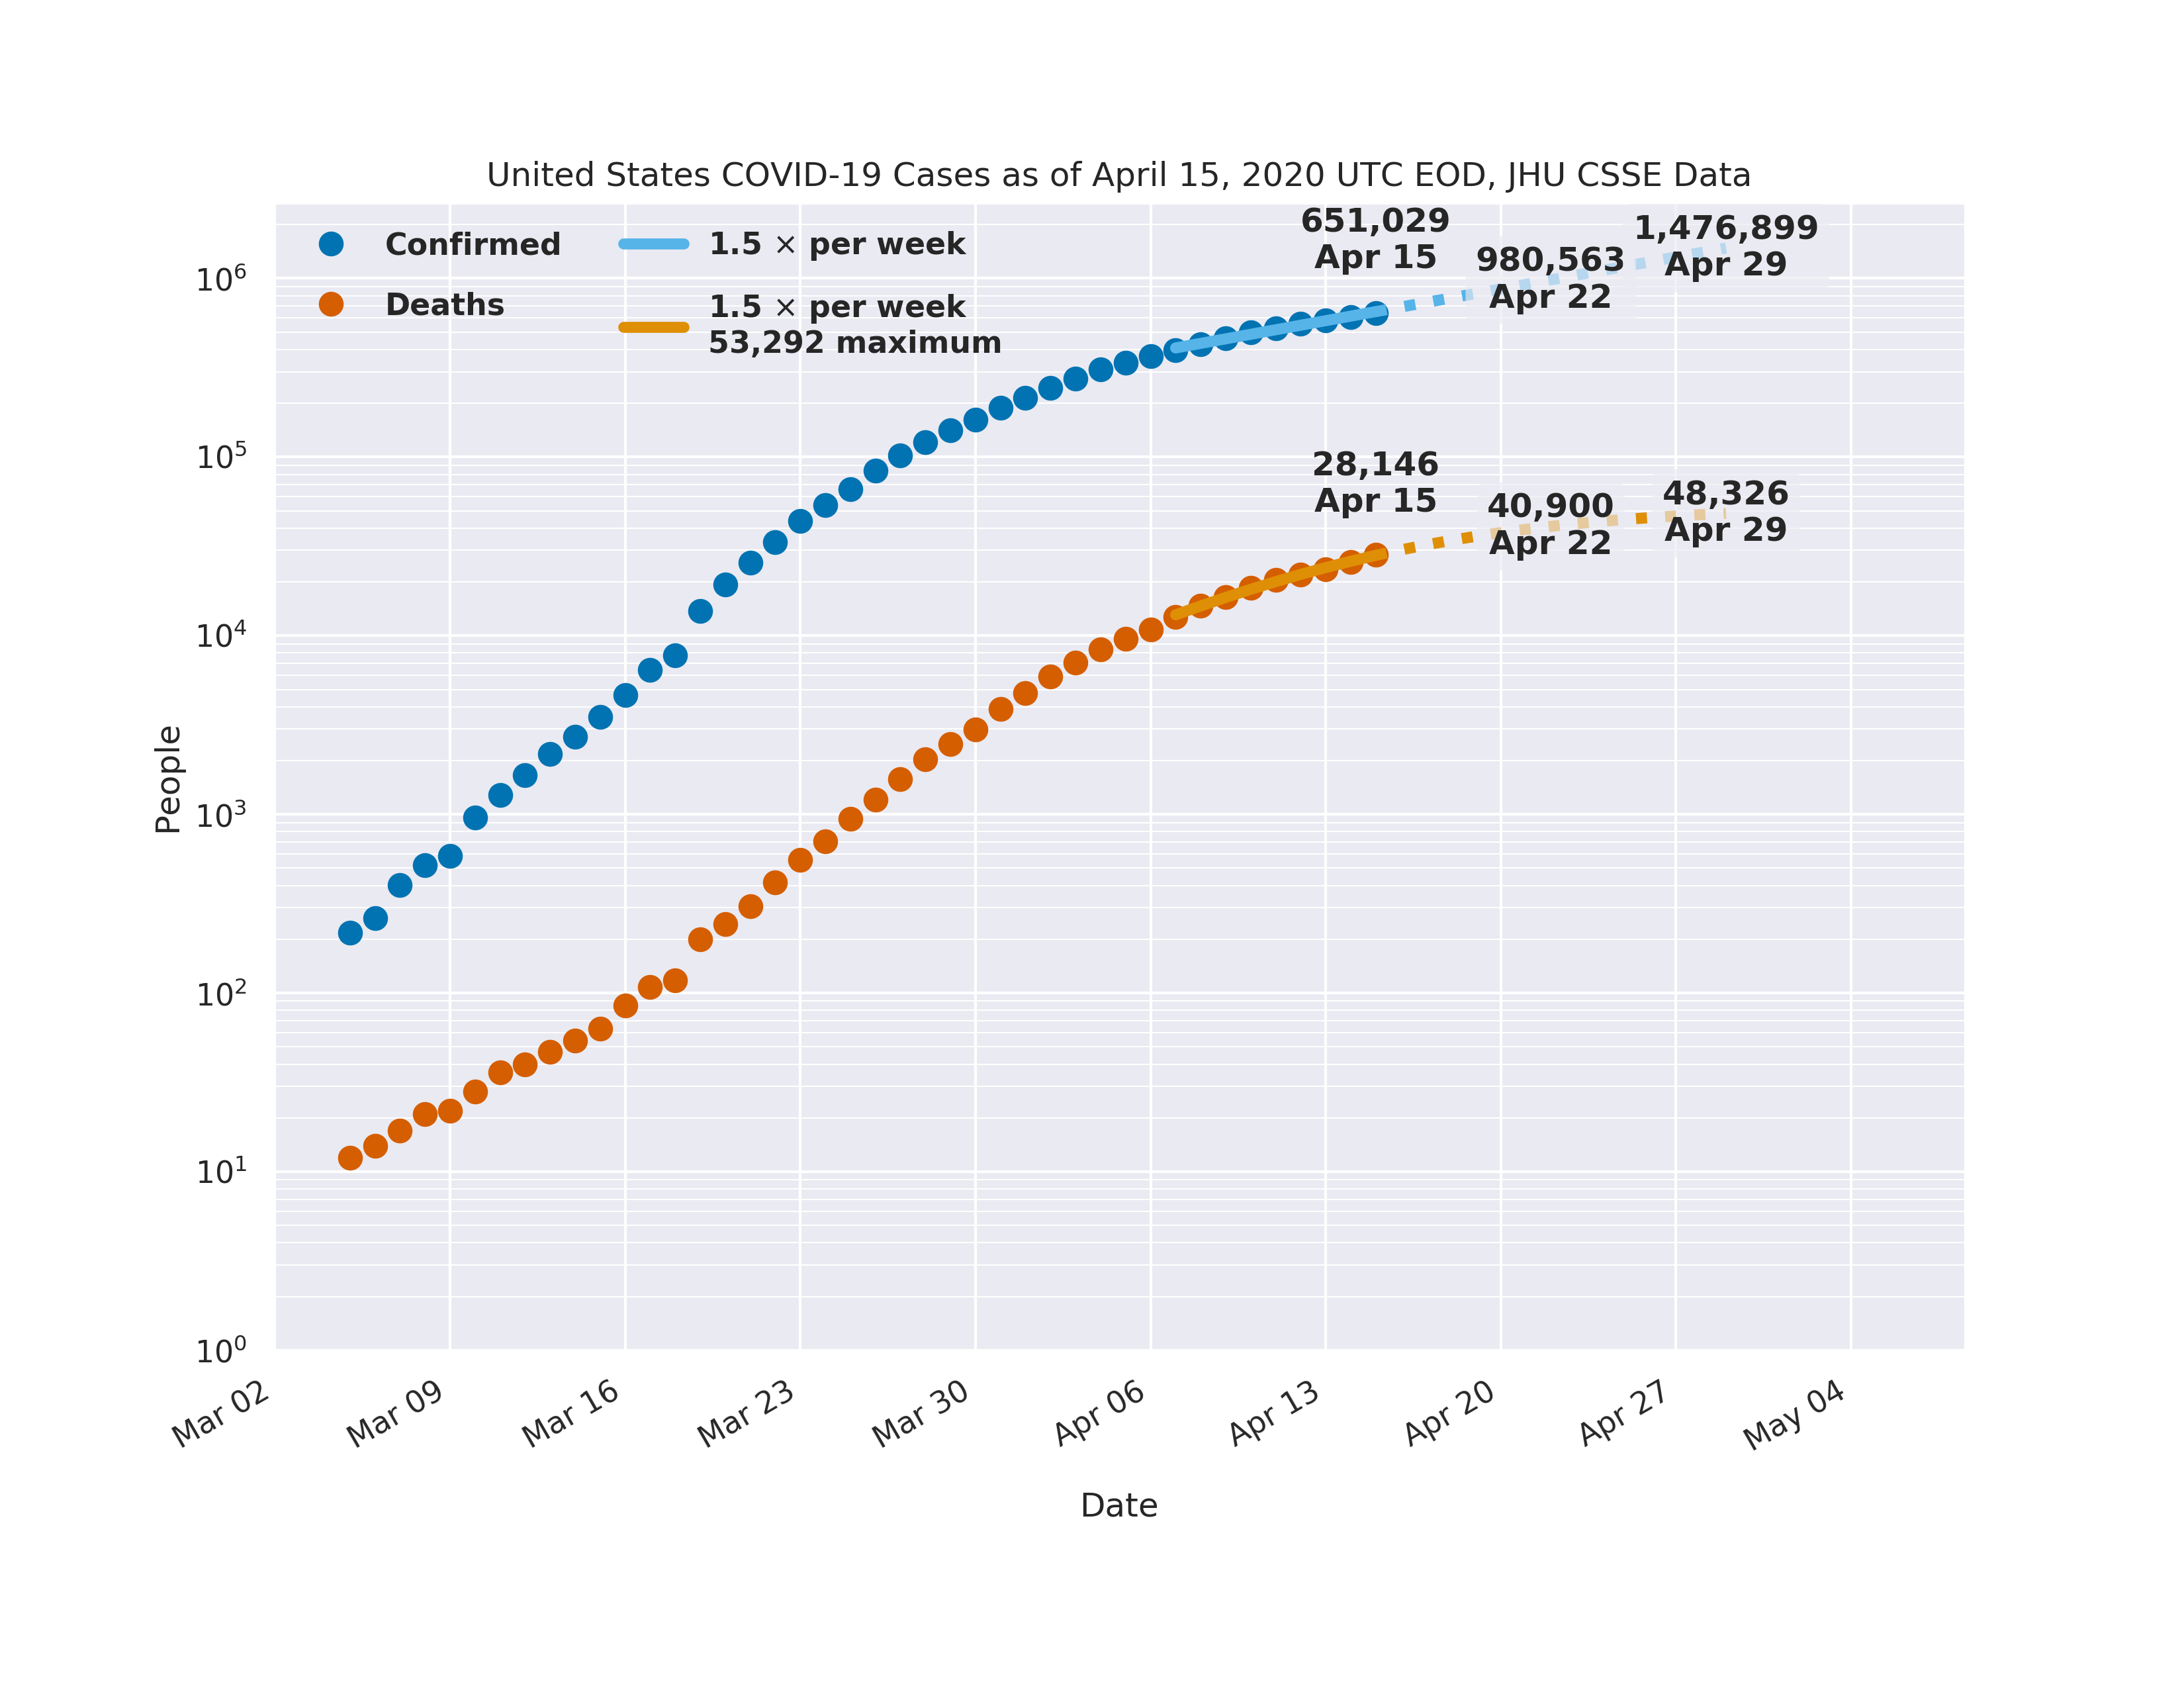 United States COVID-19 Cases as of April 15, 2020 UTC EOD, JHU CSSE Data
Confirmed
Deaths
1.5 × per week
1.5 × per week
53,292 maximum
651,029
Apr 15
980,563
Apr 22
1,476,899
Apr 29
28,146
Apr 15
40,900
Apr 22
48,326
Apr 29
People
10⁶
10⁵
10⁴
10³
10²
10¹
10⁰
Mar 02
Mar 09
Mar 16
Mar 23
Mar 30
Apr 06
Apr 13
Apr 20
Apr 27
May 04
Date